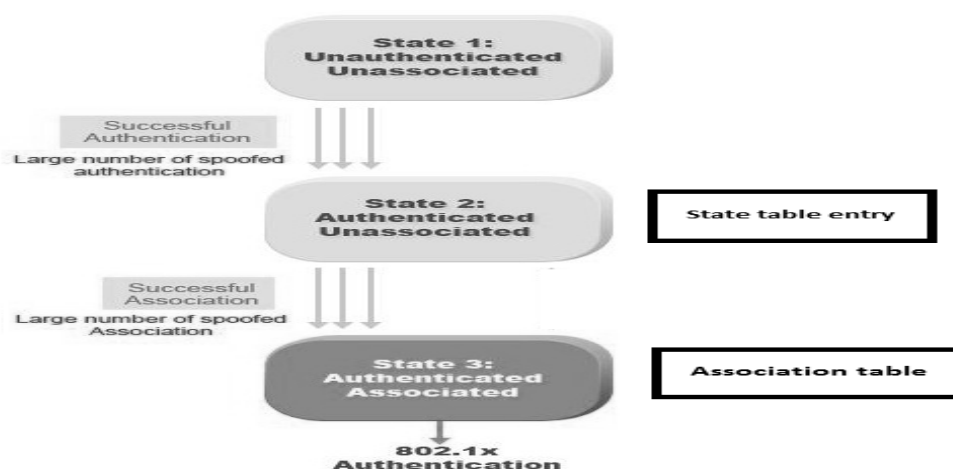 State 1:
Unauthenticated
Unassociated
Successful
Authentication
Large number of spoofed
authentication
State 2:
Authenticated
Unassociated
State table entry
Successful
Association
Large number of spoofed
Association
State 3:
Authenticated
Associated
Association table
802.1x
Authentication